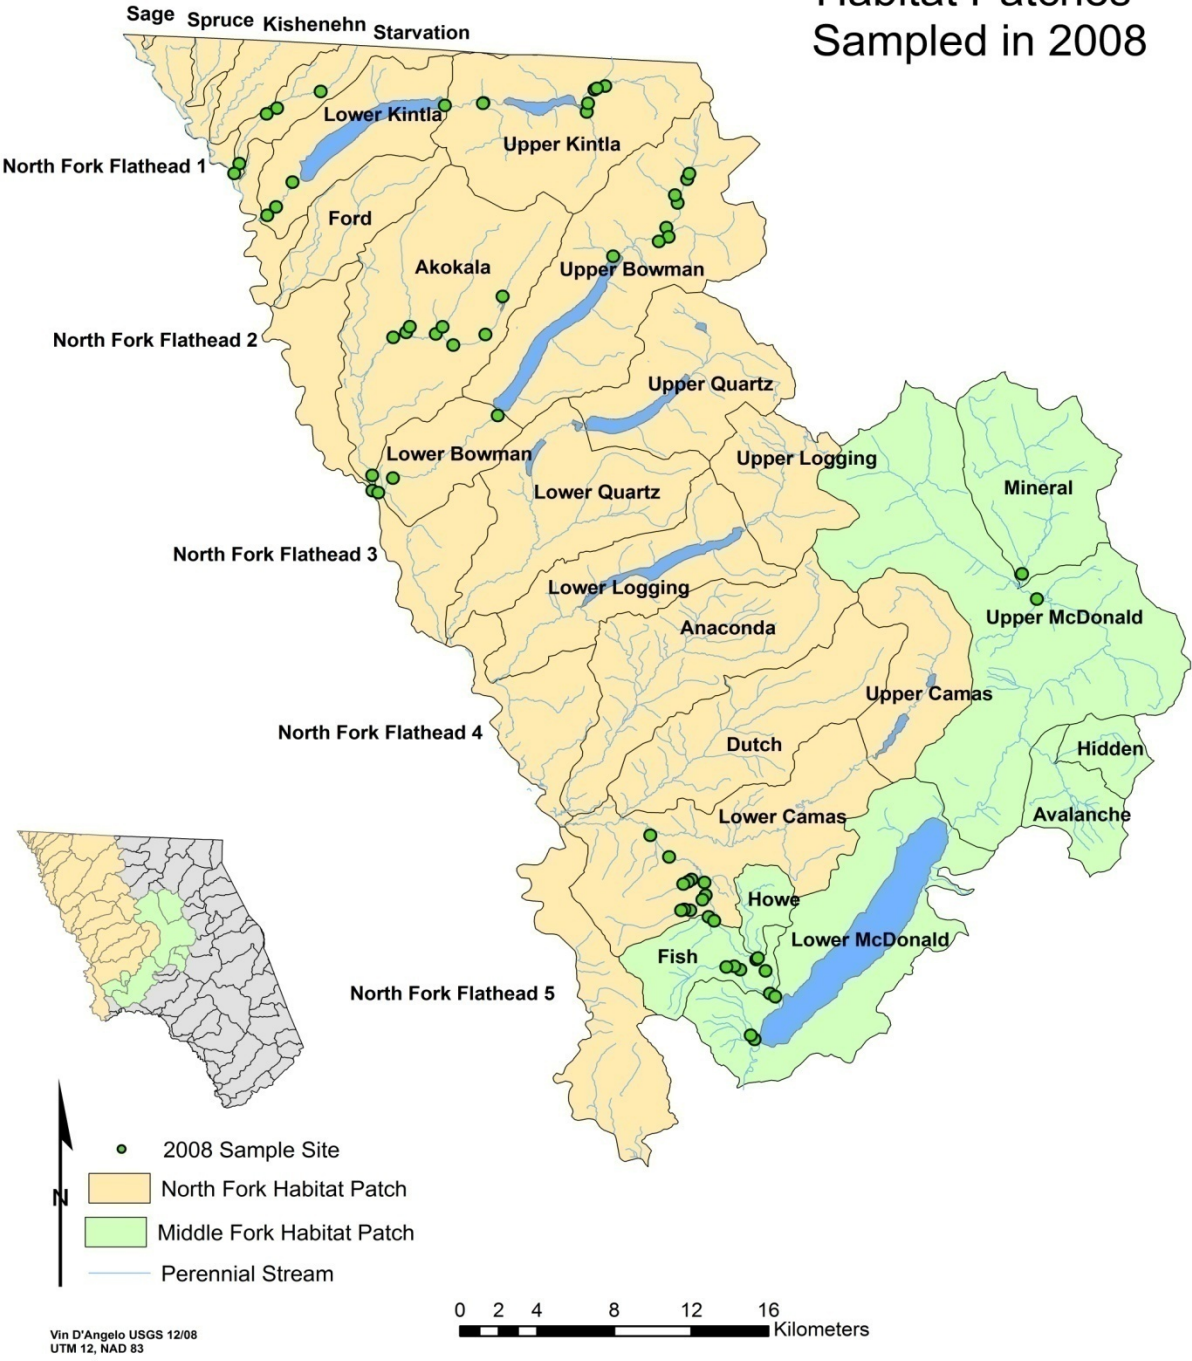 Habitat Patches
Sampled in 2008
Sage Spruce Kishenehn Starvation
Lower Kintla
Upper Kintla
North Fork Flathead 1
Ford
Akokala
Upper Bowman
North Fork Flathead 2
Upper Quartz
Lower Bowman
Upper Logging
Lower Quartz
Mineral
North Fork Flathead 3
Lower Logging
Upper McDonald
Anaconda
Upper Camas
North Fork Flathead 4
Dutch
Hidden
Lower Camas
Avalanche
Howe
Lower McDonald
Fish
North Fork Flathead 5
2008 Sample Site
N
North Fork Habitat Patch
Middle Fork Habitat Patch
Perennial Stream
0 2 4 8 12 16
Kilometers
Vin D'Angelo USGS 12/08
UTM 12, NAD 83